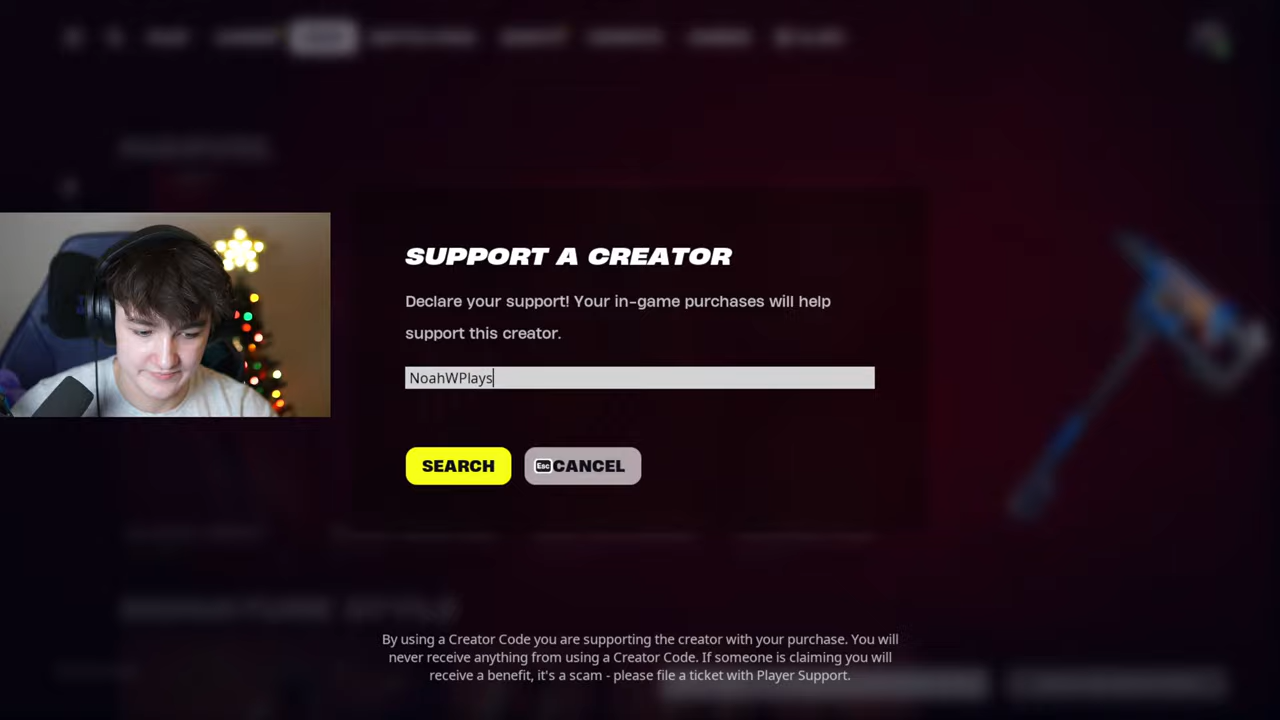 SUPPORT A CREATOR
Declare your support! Your in-game purchases will help
support this creator.
NoahWPlays
SEARCH
Esc CANCEL
By using a Creator Code you are supporting the creator with your purchase. You will
never receive anything from using a Creator Code. If someone is claiming you will
receive a benefit, it's a scam - please file a ticket with Player Support.